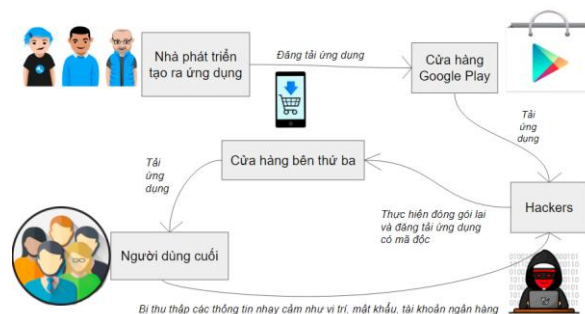 Nhà phát triển
tạo ra ứng dụng
Đăng tải ứng dụng
Cửa hàng
Google Play
Tải
ứng
dụng
Cửa hàng bên thứ ba
Tải
ứng
dụng
Thực hiện đóng gói lại
và đăng tải ứng dụng
có mã độc
Hackers
Người dùng cuối
Bị thu thập các thông tin nhạy cảm như vị trí, mật khẩu, tài khoản ngân hàng